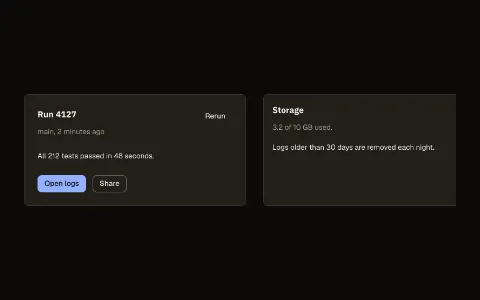 Run 4127
Rerun
main, 2 minutes ago
All 212 tests passed in 48 seconds.
Open logs
Share
Storage
3.2 of 10 GB used.
Logs older than 30 days are removed each night.